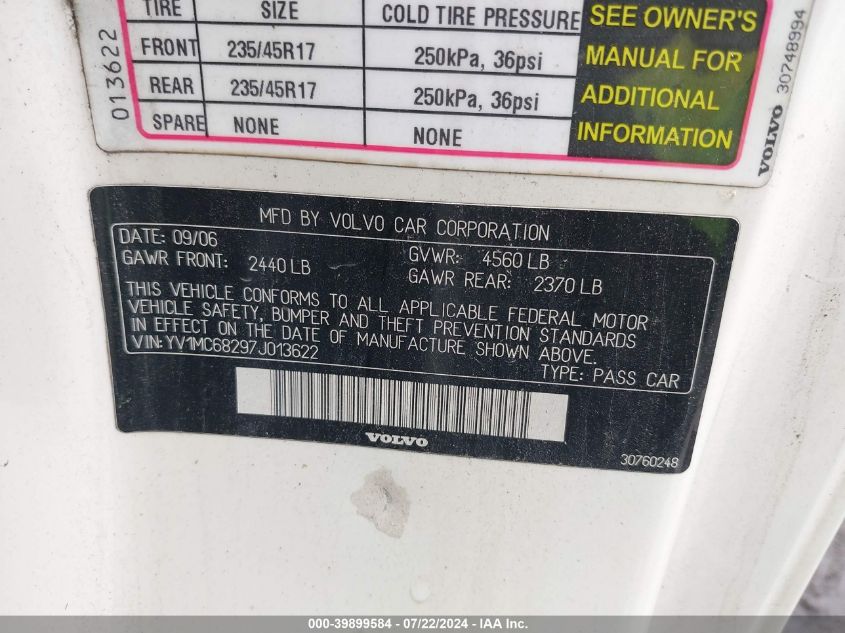 TIRE SIZE COLD TIRE PRESSURE SEE OWNER'S
FRONT 235/45R17 250kPa, 36psi MANUAL FOR
REAR 235/45R17 250kPa, 36psi ADDITIONAL
SPARE NONE NONE INFORMATION
013622
VOLVO 30748994
MFD BY VOLVO CAR CORPORATION
DATE: 09/06 GVWR: 4560 LB
GAWR FRONT: 2440 LB GAWR REAR: 2370 LB
THIS VEHICLE CONFORMS TO ALL APPLICABLE FEDERAL MOTOR
VEHICLE SAFETY, BUMPER AND THEFT PREVENTION STANDARDS
IN EFFECT ON THE DATE OF MANUFACTURE SHOWN ABOVE.
VIN: YV1MC68297J013622
TYPE: PASS CAR
VOLVO
30760248
000-39899584 - 07/22/2024 - IAA Inc.